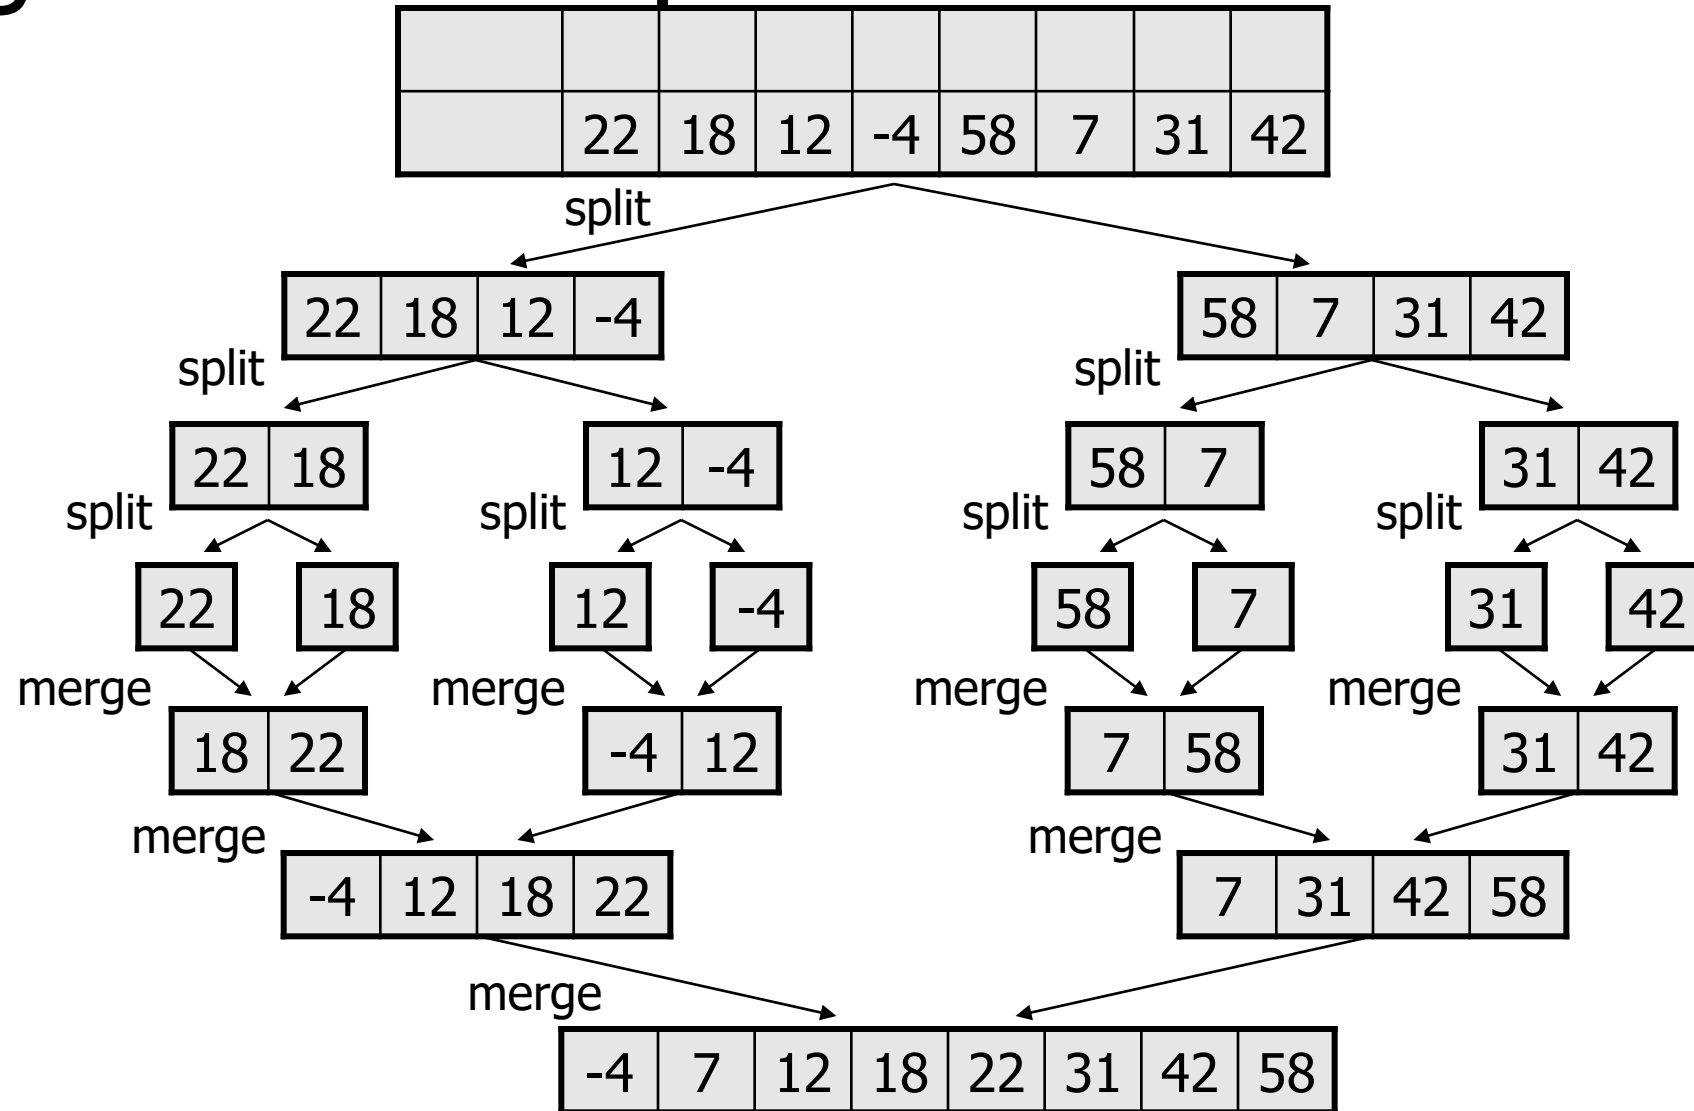 22 18 12 -4 58 7 31 42
split
22 18 12 -4 58 7 31 42
split split
22 18 12 -4 58 7 31 42
split split split split
22 18 12 -4 58 7 31 42
merge merge merge merge
18 22 -4 12 7 58 31 42
merge merge
-4 12 18 22 7 31 42 58
merge
-4 7 12 18 22 31 42 58